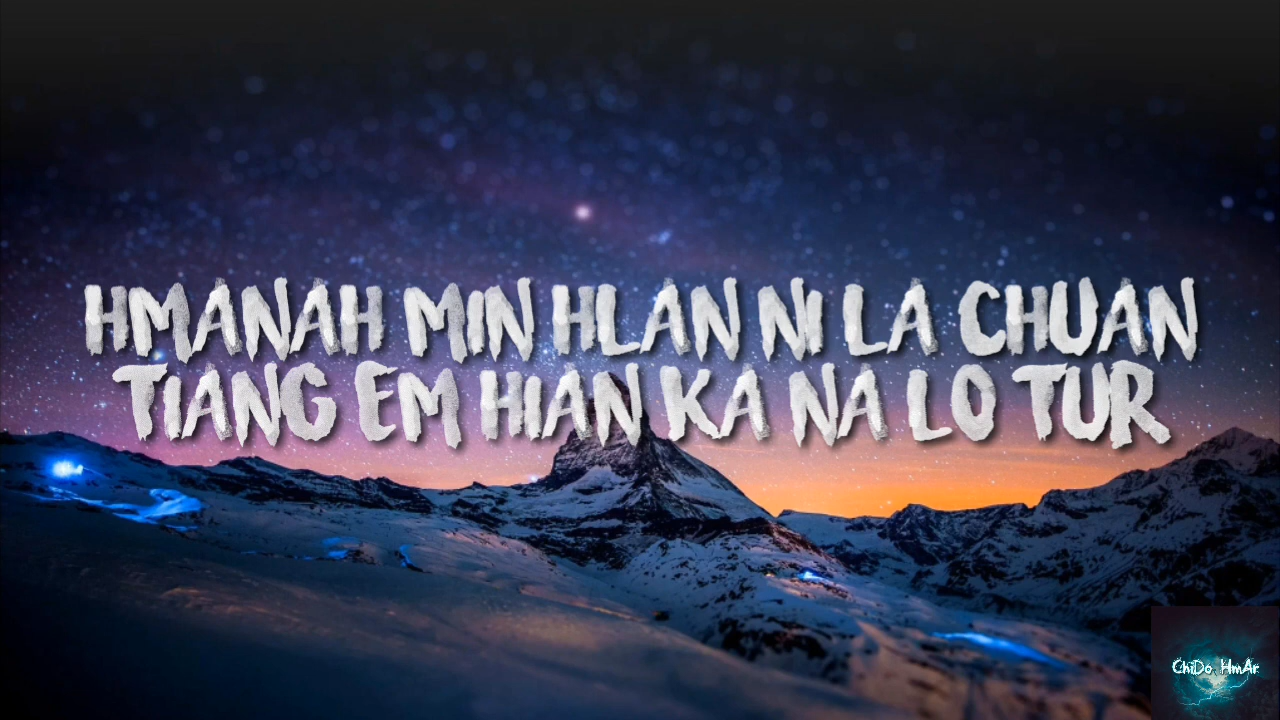 HMANAH MIN HLAN NI LA CHUAN
TIANG EM HIAN KA NA LO TUR
ChiDo HmAr